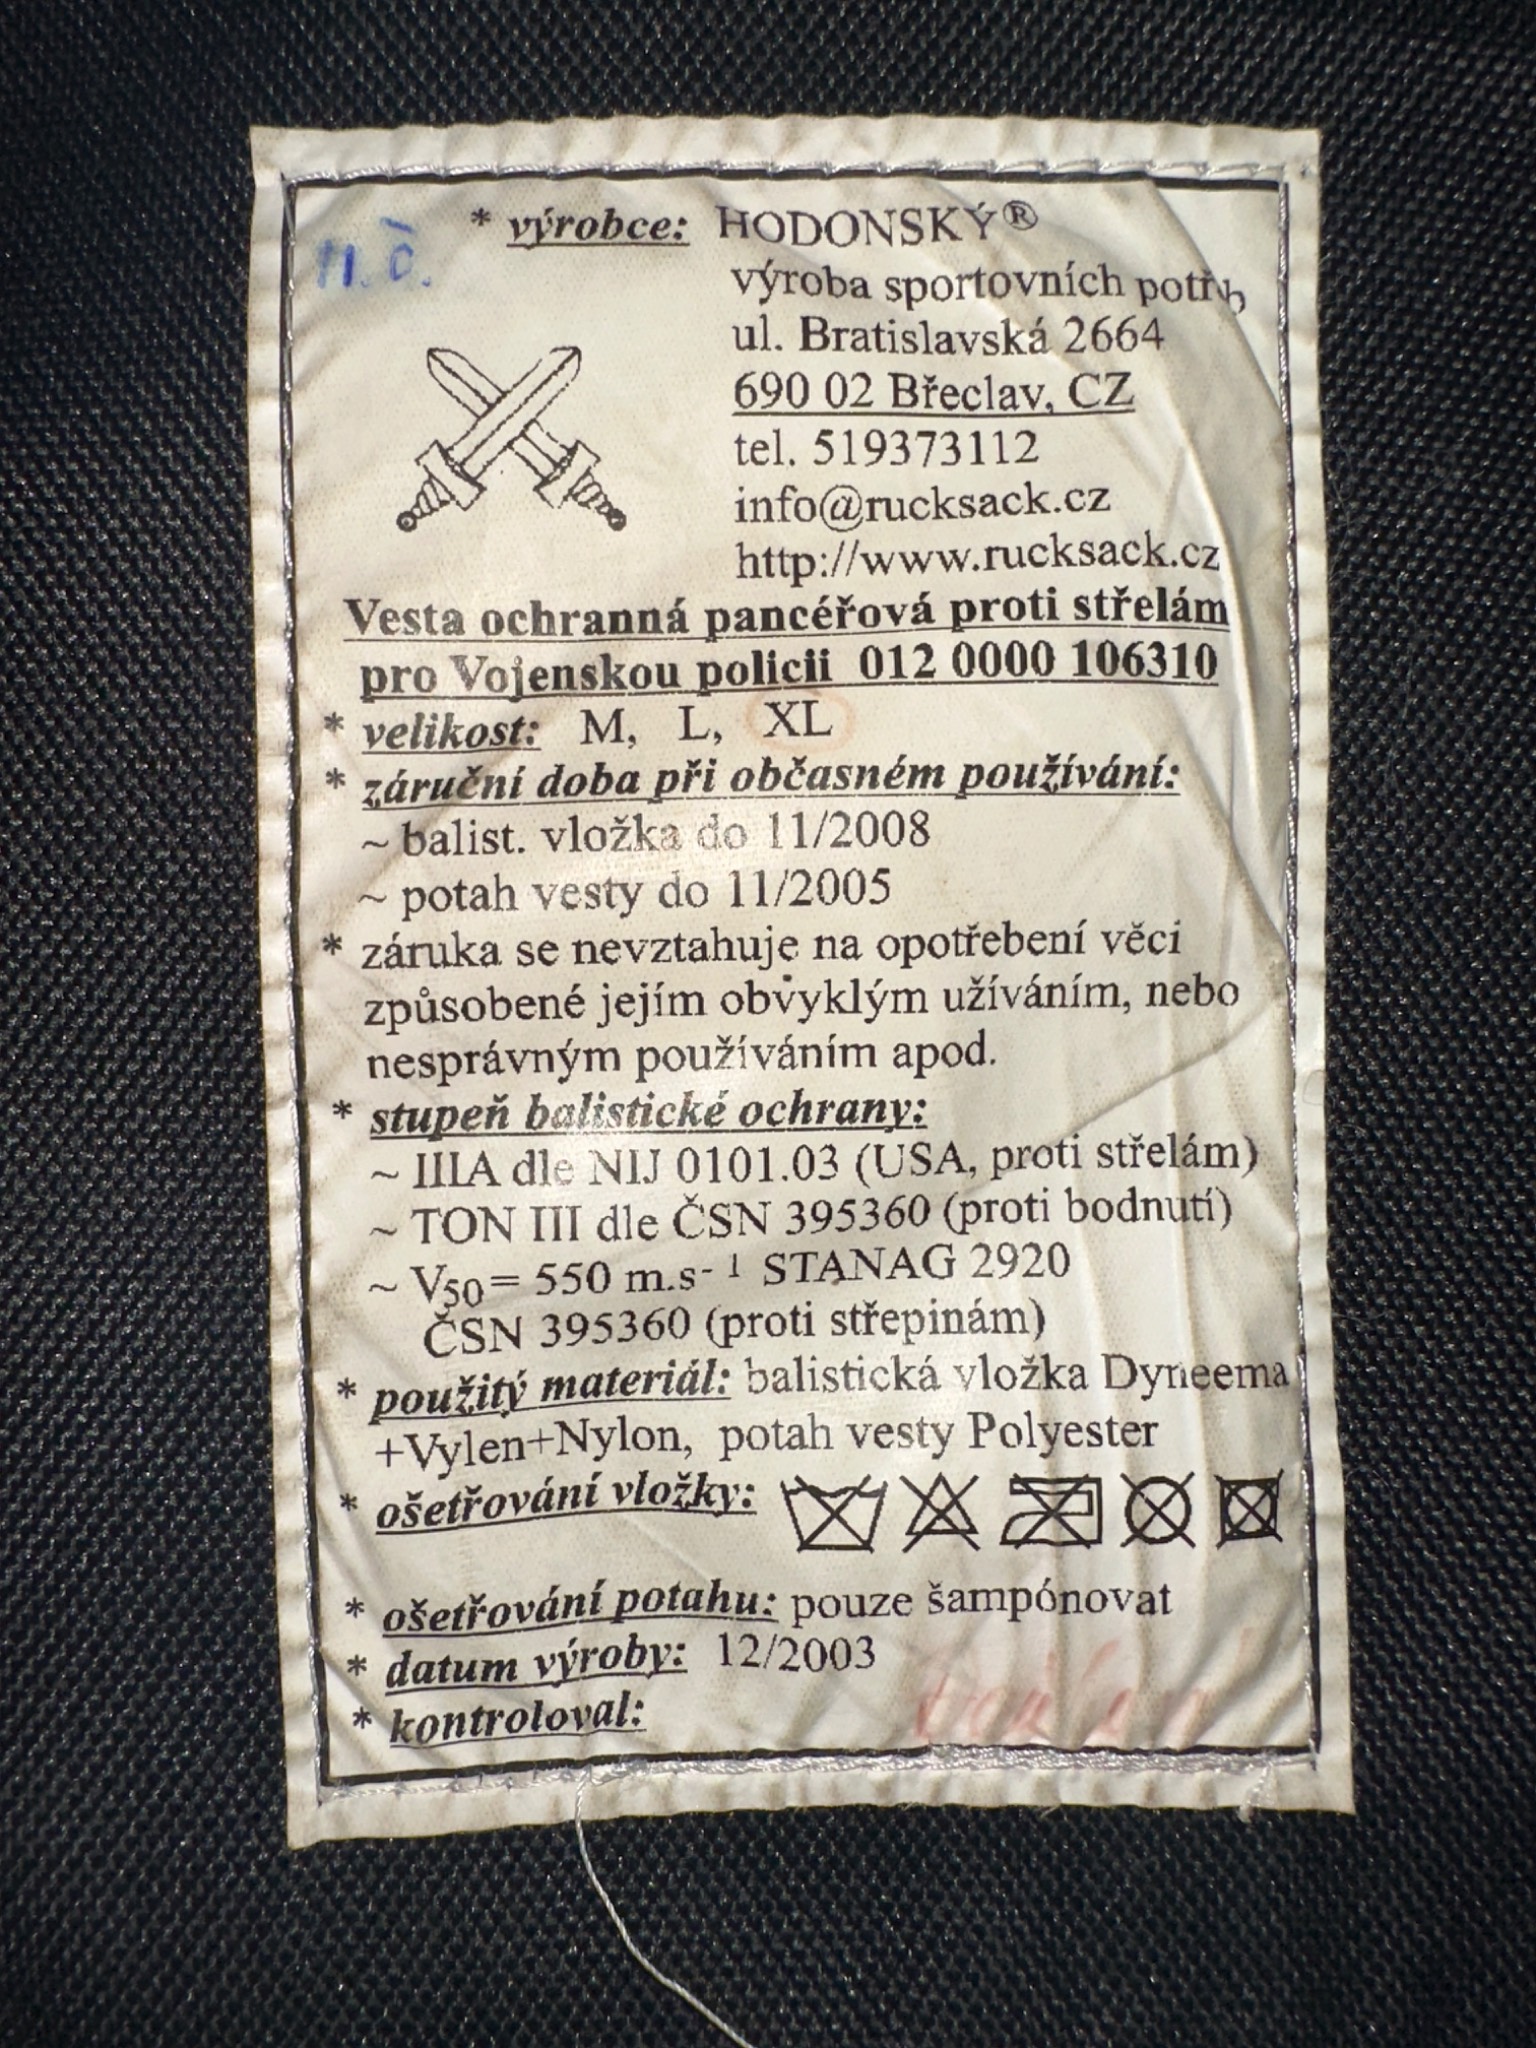 * výrobce: HODONSKÝ®
11. č.
výroba sportovních potřeb
ul. Bratislavská 2664
690 02 Břeclav, CZ
tel. 519373112
info@rucksack.cz
http://www.rucksack.cz
Vesta ochranná pancéřová proti střelám
pro Vojenskou policii 012 0000 106310
* velikost: M, L, XL
* záruční doba při občasném používání:
~ balist. vložka do 11/2008
~ potah vesty do 11/2005
* záruka se nevztahuje na opotřebení věci
způsobené jejím obvyklým užíváním, nebo
nesprávným používáním apod.
* stupeň balistické ochrany:
~ IIIA dle NIJ 0101.03 (USA, proti střelám)
~ TON III dle ČSN 395360 (proti bodnutí)
~ V50= 550 m.s-1 STANAG 2920
ČSN 395360 (proti střepinám)
* použitý materiál: balistická vložka Dyneema
+Vylen+Nylon, potah vesty Polyester
* ošetřování vložky:
* ošetřování potahu: pouze šampónovat
* datum výroby: 12/2003
* kontroloval: